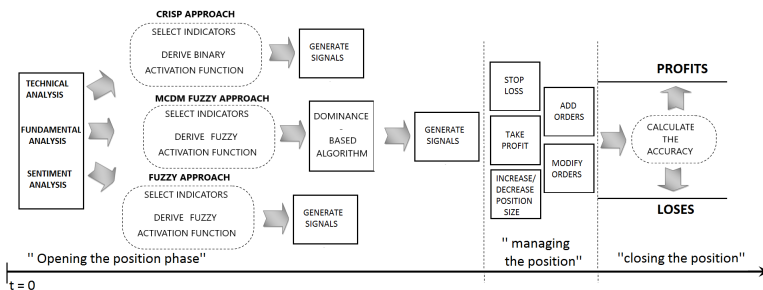 CRISP APPROACH
SELECT INDICATORS
DERIVE BINARY
ACTIVATION FUNCTION
GENERATE
SIGNALS
TECHNICAL
ANALYSIS
FUNDAMENTAL
ANALYSIS
SENTIMENT
ANALYSIS
MCDM FUZZY APPROACH
SELECT INDICATORS
DERIVE FUZZY
ACTIVATION FUNCTION
DOMINANCE
-
BASED
ALGORITHM
GENERATE
SIGNALS
FUZZY APPROACH
SELECT INDICATORS
DERIVE FUZZY
ACTIVATION FUNCTION
GENERATE
SIGNALS
STOP
LOSS
TAKE
PROFIT
INCREASE/
DECREASE
POSITION
SIZE
ADD
ORDERS
MODIFY
ORDERS
PROFITS
CALCULATE
THE
ACCURACY
LOSES
" Opening the position phase"
" managing
the position"
"closing the position"
t = 0